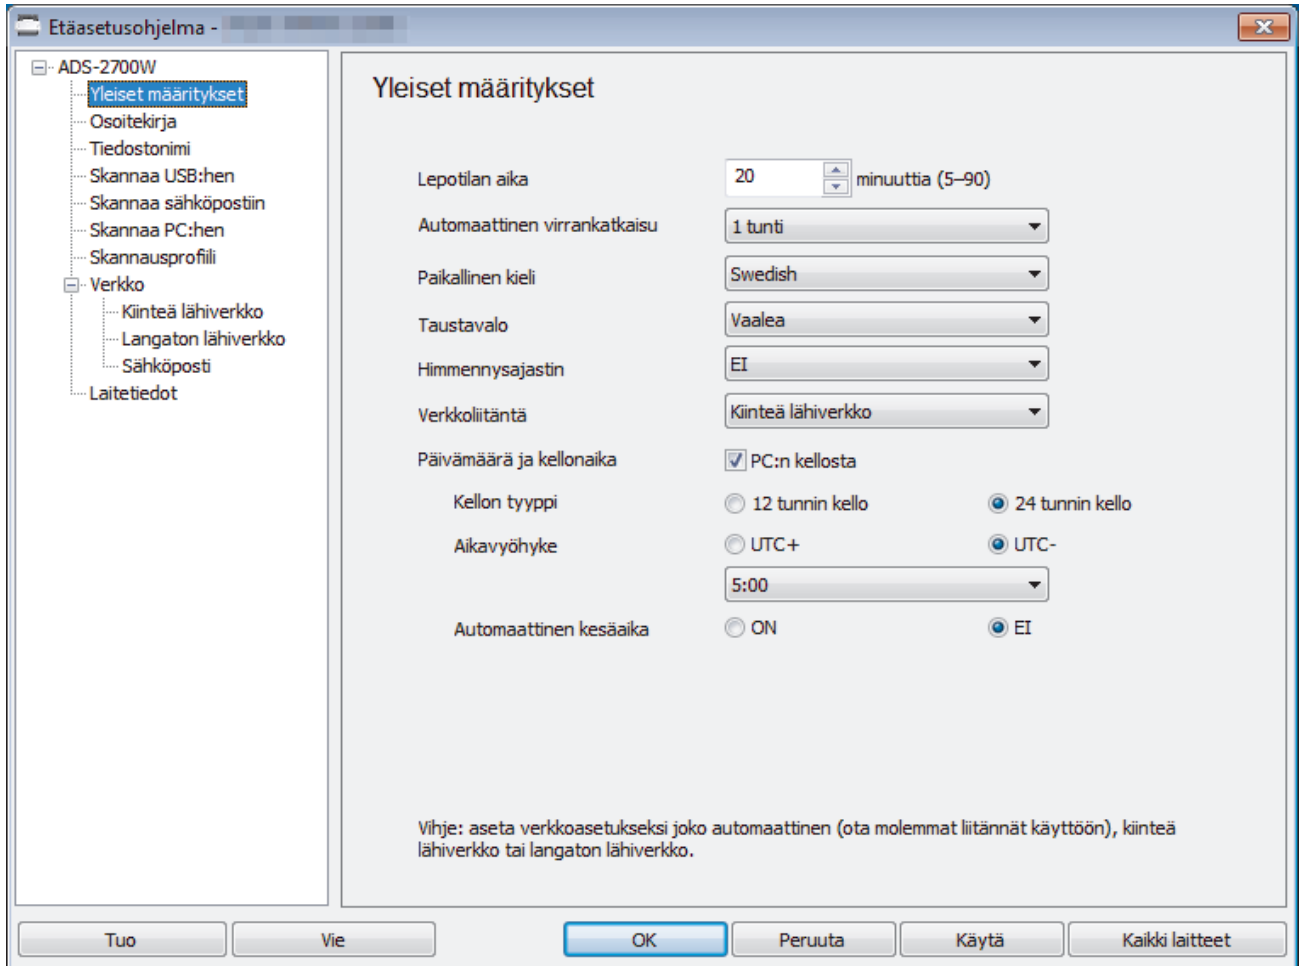 Etäasetusohjelma -
ADS-2700W
Yleiset määritykset
Osoitekirja
Tiedostonimi
Skannaa USB:hen
Skannaa sähköpostiin
Skannaa PC:hen
Skannausprofiili
Verkko
Kiinteä lähiverkko
Langaton lähiverkko
Sähköposti
Laitetiedot
Yleiset määritykset
Lepotilan aika 20 minuuttia (5–90)
Automaattinen virrankatkaisu 1 tunti
Paikallinen kieli Swedish
Taustavalo Vaalea
Himmennysajastin EI
Verkkoliitäntä Kiinteä lähiverkko
Päivämäärä ja kellonaika PC:n kellosta
Kellon tyyppi 12 tunnin kello 24 tunnin kello
Aikavyöhyke UTC+ UTC-
5:00
Automaattinen kesäaika ON EI
Vihje: aseta verkkoasetukseksi joko automaattinen (ota molemmat liitännät käyttöön), kiinteä
lähiverkko tai langaton lähiverkko.
Tuo Vie OK Peruuta Käytä Kaikki laitteet